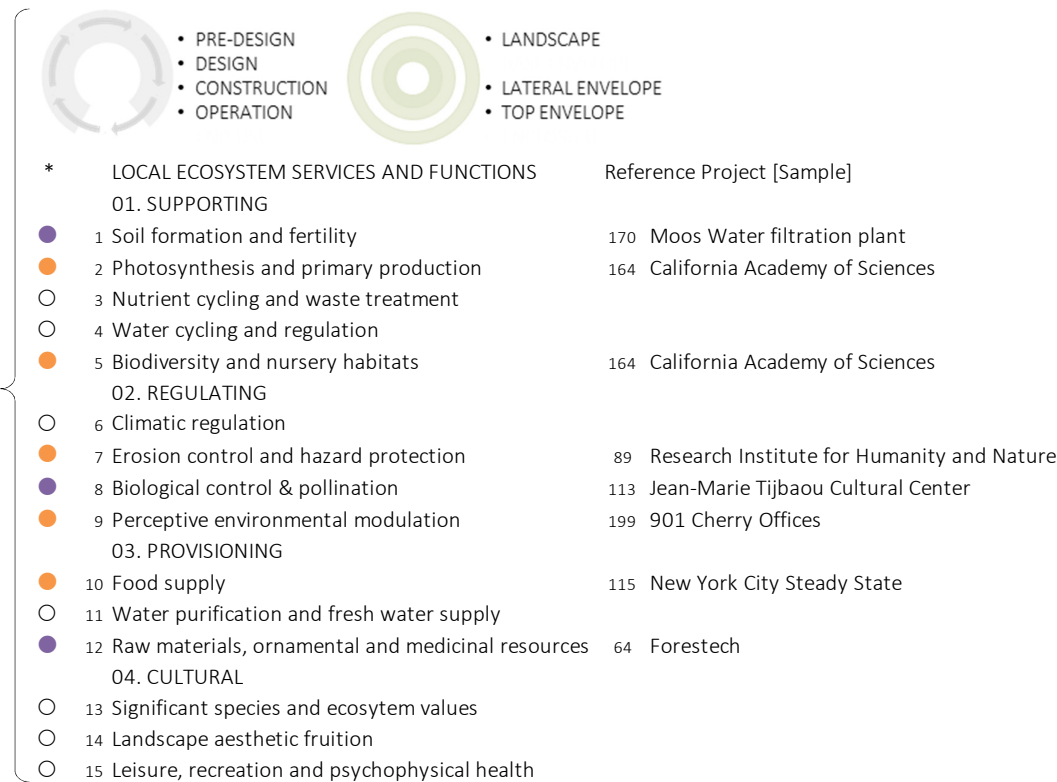 • PRE-DESIGN
• DESIGN
• CONSTRUCTION
• OPERATION
• LANDSCAPE
• LATERAL ENVELOPE
• TOP ENVELOPE
* LOCAL ECOSYSTEM SERVICES AND FUNCTIONS Reference Project [Sample]
01. SUPPORTING
1 Soil formation and fertility 170 Moos Water filtration plant
2 Photosynthesis and primary production 164 California Academy of Sciences
3 Nutrient cycling and waste treatment
4 Water cycling and regulation
5 Biodiversity and nursery habitats 164 California Academy of Sciences
02. REGULATING
6 Climatic regulation
7 Erosion control and hazard protection 89 Research Institute for Humanity and Nature
8 Biological control & pollination 113 Jean-Marie Tijbaou Cultural Center
9 Perceptive environmental modulation 199 901 Cherry Offices
03. PROVISIONING
10 Food supply 115 New York City Steady State
11 Water purification and fresh water supply
12 Raw materials, ornamental and medicinal resources 64 Forestech
04. CULTURAL
13 Significant species and ecosytem values
14 Landscape aesthetic fruition
15 Leisure, recreation and psychophysical health